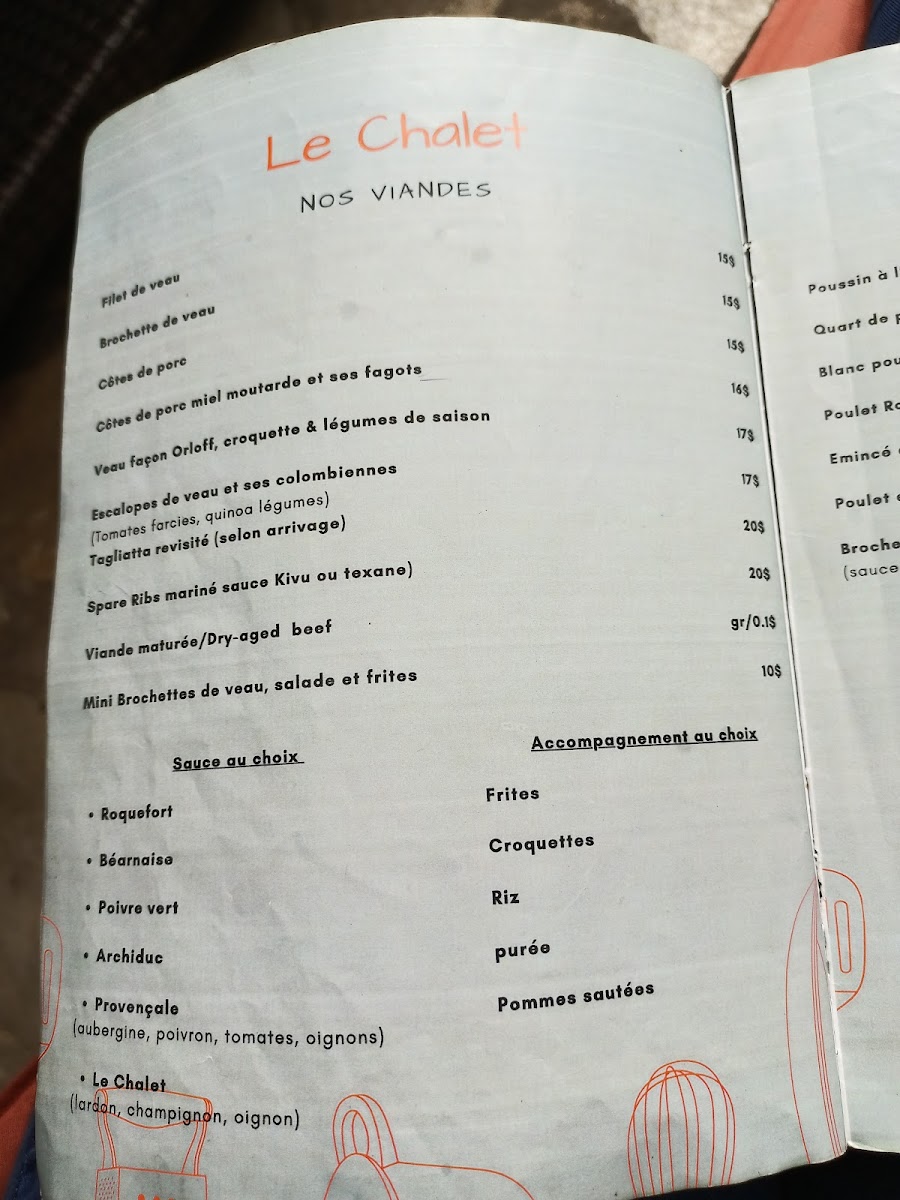 Le Chalet
NOS VIANDES
Filet de veau 15$
Brochette de veau 15$
Côtes de porc 15$
Côtes de porc miel moutarde et ses fagots 16$
Veau façon Orloff, croquette & légumes de saison 17$
Escalopes de veau et ses colombiennes 17$
(Tomates farcies, quinoa légumes)
Tagliatta revisité (selon arrivage) 20$
Spare Ribs mariné sauce Kivu ou texane) 20$
Viande maturée/Dry-aged beef gr/0.1$
Mini Brochettes de veau, salade et frites 10$
Sauce au choix
• Roquefort
• Béarnaise
• Poivre vert
• Archiduc
• Provençale
(aubergine, poivron, tomates, oignons)
• Le Chalet
(lardon, champignon, oignon)
Accompagnement au choix
Frites
Croquettes
Riz
purée
Pommes sautées
Poussin à
Quart de
Blanc
Poulet
Emincé
Poulet
(sauce